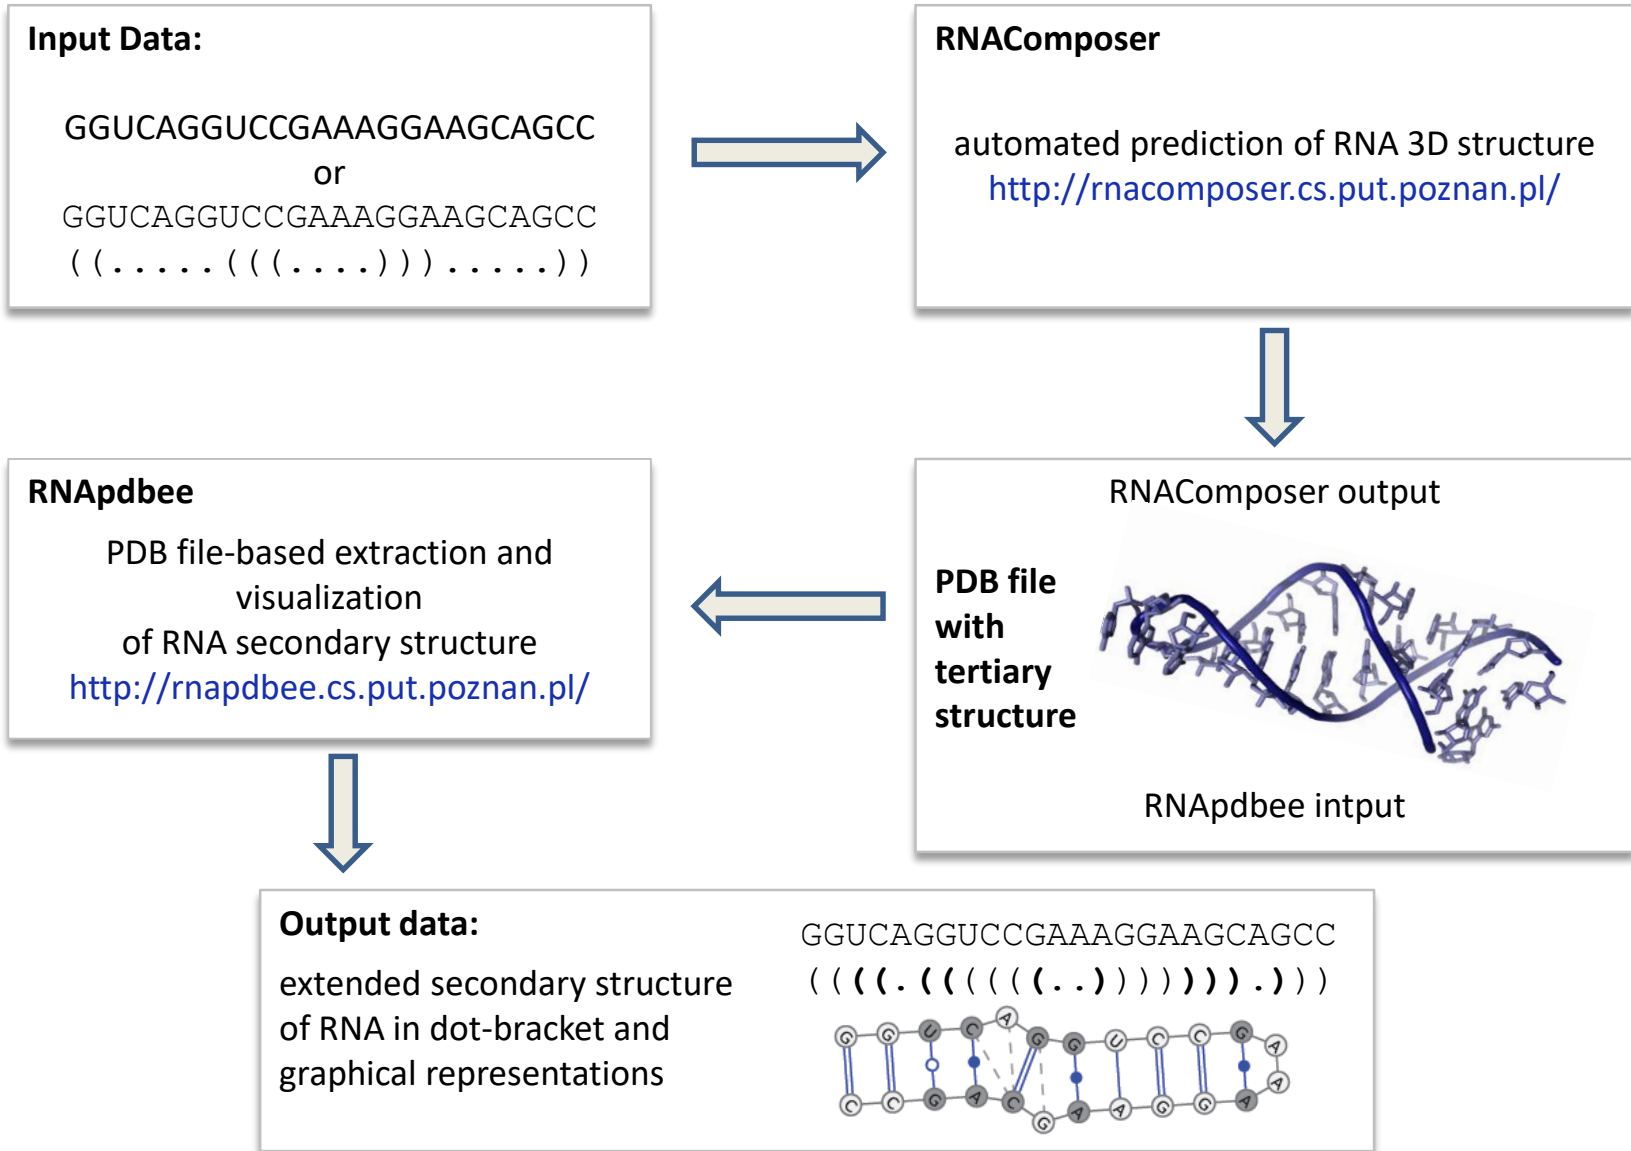 Input Data:
GGUCAGGUCCGAAAGGAAGCAGCC
or
GGUCAGGUCCGAAAGGAAGCAGCC
((.....(((....))).....))
RNAComposer
automated prediction of RNA 3D structure
http://rnacomposer.cs.put.poznan.pl/
RNApdbee
PDB file-based extraction and
visualization
of RNA secondary structure
http://rnapdbee.cs.put.poznan.pl/
RNAComposer output
PDB file
with
tertiary
structure
RNApdbee intput
Output data:
extended secondary structure
of RNA in dot-bracket and
graphical representations
GGUCAGGUCCGAAAGGAAGCAGCC
((((.((((((..))))))).)))
G G U C A G G U C C G A A
C C G A C G A A G G A